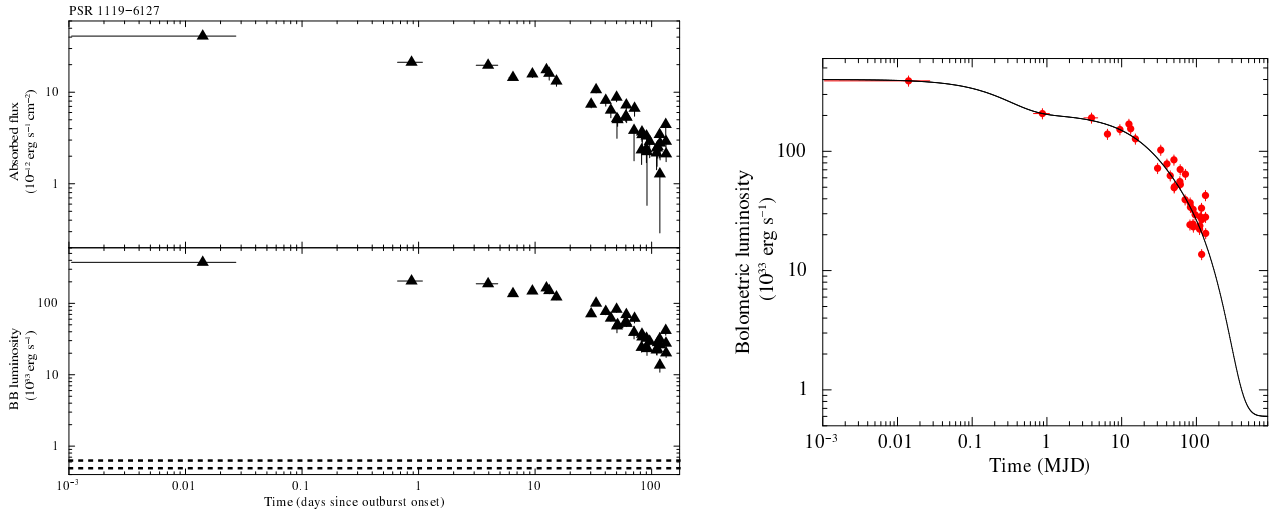 PSR 1119−6127
Absorbed flux
(10⁻¹² erg s⁻¹ cm⁻²)
10
1
BB luminosity
(10³³ erg s⁻¹)
100
10
1
10⁻³ 0.01 0.1 1 10 100
Time (days since outburst onset)
Bolometric luminosity
(10³³ erg s⁻¹)
100
10
1
10⁻³ 0.01 0.1 1 10 100
Time (MJD)